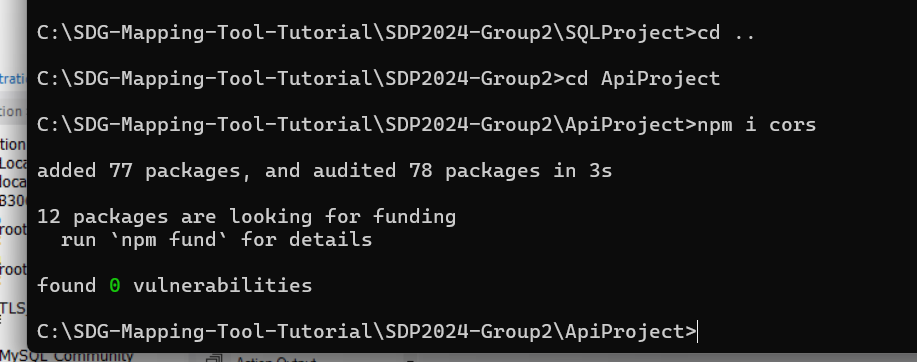 C:\SDG-Mapping-Tool-Tutorial\SDP2024-Group2\SQLProject>cd ..
C:\SDG-Mapping-Tool-Tutorial\SDP2024-Group2>cd ApiProject
C:\SDG-Mapping-Tool-Tutorial\SDP2024-Group2\ApiProject>npm i cors
added 77 packages, and audited 78 packages in 3s
12 packages are looking for funding
run `npm fund` for details
found 0 vulnerabilities
C:\SDG-Mapping-Tool-Tutorial\SDP2024-Group2\ApiProject>
tratio
tion
tion
Loca
loca
B30
root
root
TLS
MySQL Community
Action Output